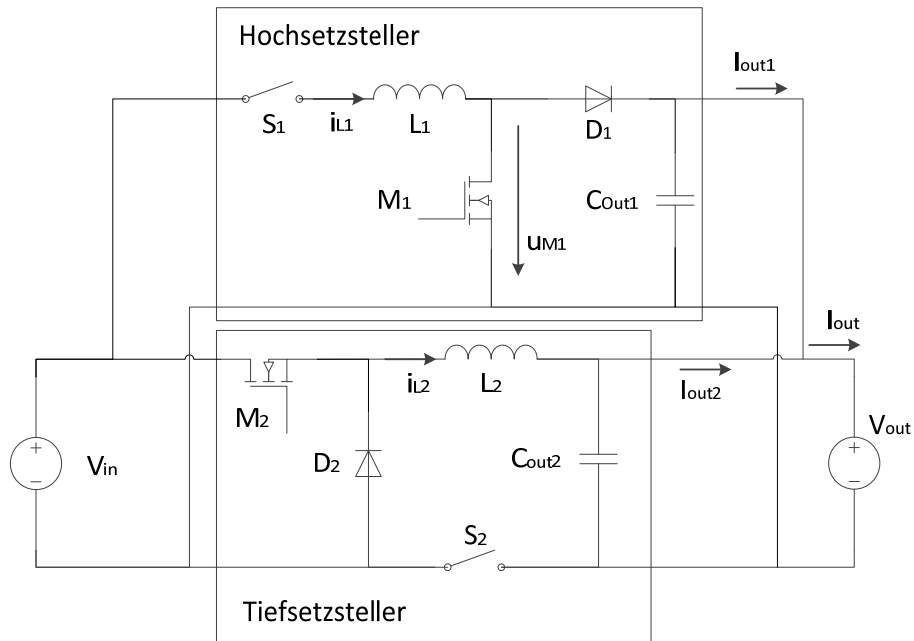 Hochsetzsteller
Iout1
S1
iL1
L1
D1
M1
COut1
uM1
Iout
M2
iL2
L2
Iout2
Vout
+
−
Vin
D2
Cout2
+
−
S2
Tiefsetzsteller